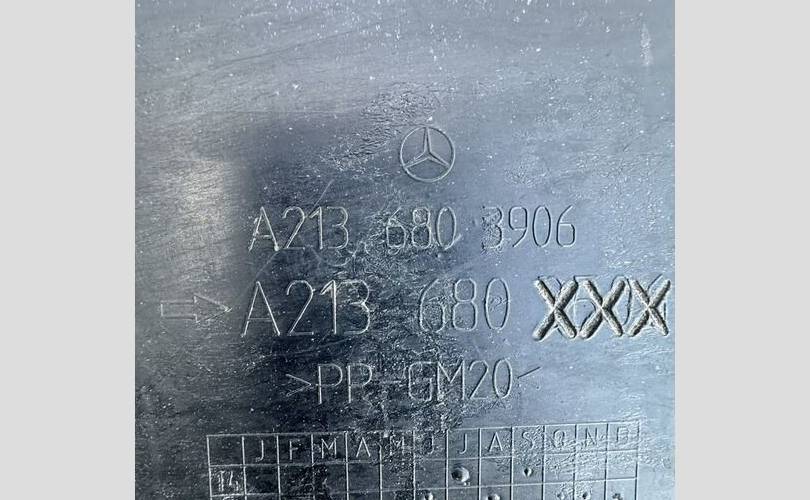 A213 680 3906
A213 680 XXX
>PP-GM20<
J F M A M J J A S O N D
14